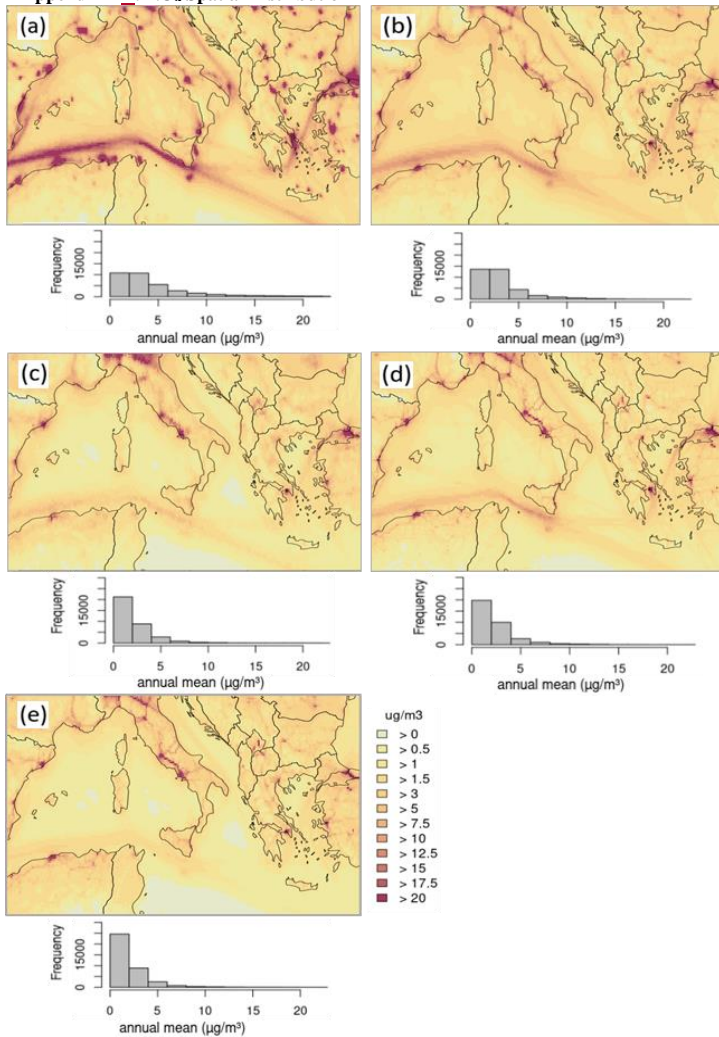 (a)
(b)
Frequency
0 15000
0 5 10 15 20
annual mean (µg/m³)
Frequency
0 15000
0 5 10 15 20
annual mean (µg/m³)
(c)
(d)
Frequency
0 15000
0 5 10 15 20
annual mean (µg/m³)
Frequency
0 15000
0 5 10 15 20
annual mean (µg/m³)
(e)
ug/m3
> 0
> 0.5
> 1
> 1.5
> 3
> 5
> 7.5
> 10
> 12.5
> 15
> 17.5
> 20
Frequency
0 15000
0 5 10 15 20
annual mean (µg/m³)